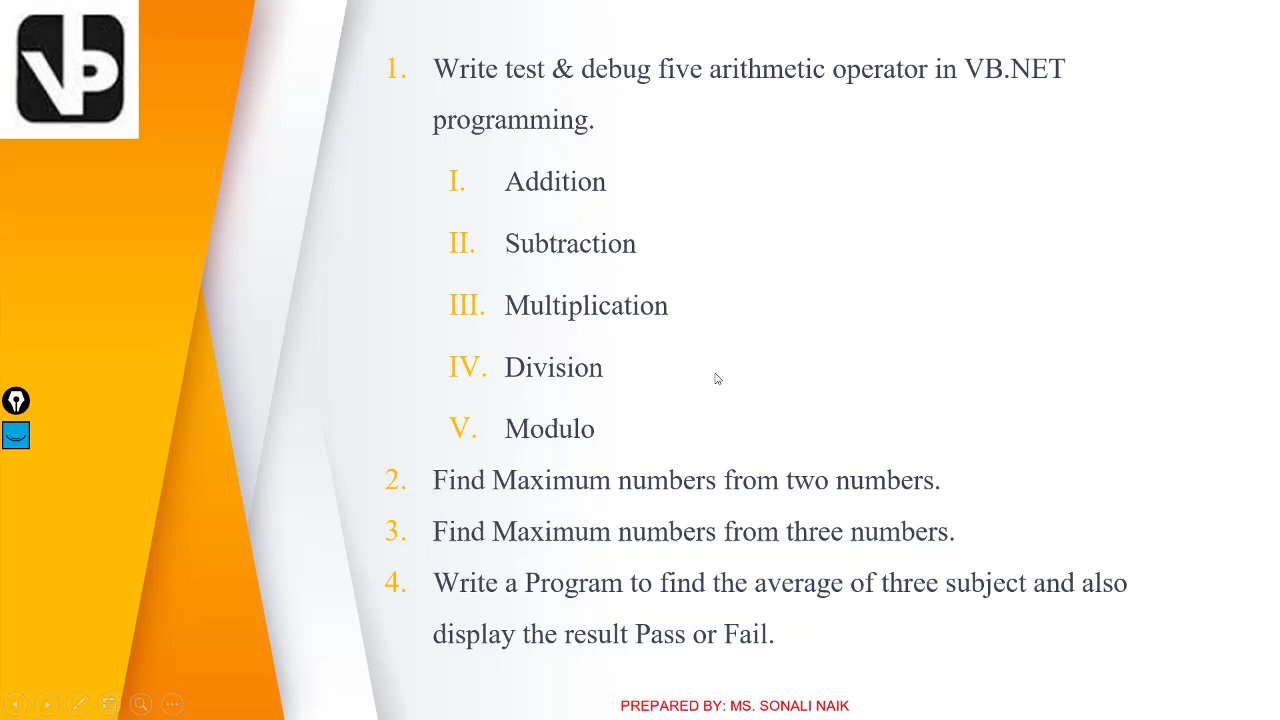 VP
1. Write test & debug five arithmetic operator in VB.NET
programming.
I. Addition
II. Subtraction
III. Multiplication
IV. Division
V. Modulo
2. Find Maximum numbers from two numbers.
3. Find Maximum numbers from three numbers.
4. Write a Program to find the average of three subject and also
display the result Pass or Fail.
PREPARED BY: MS. SONALI NAIK